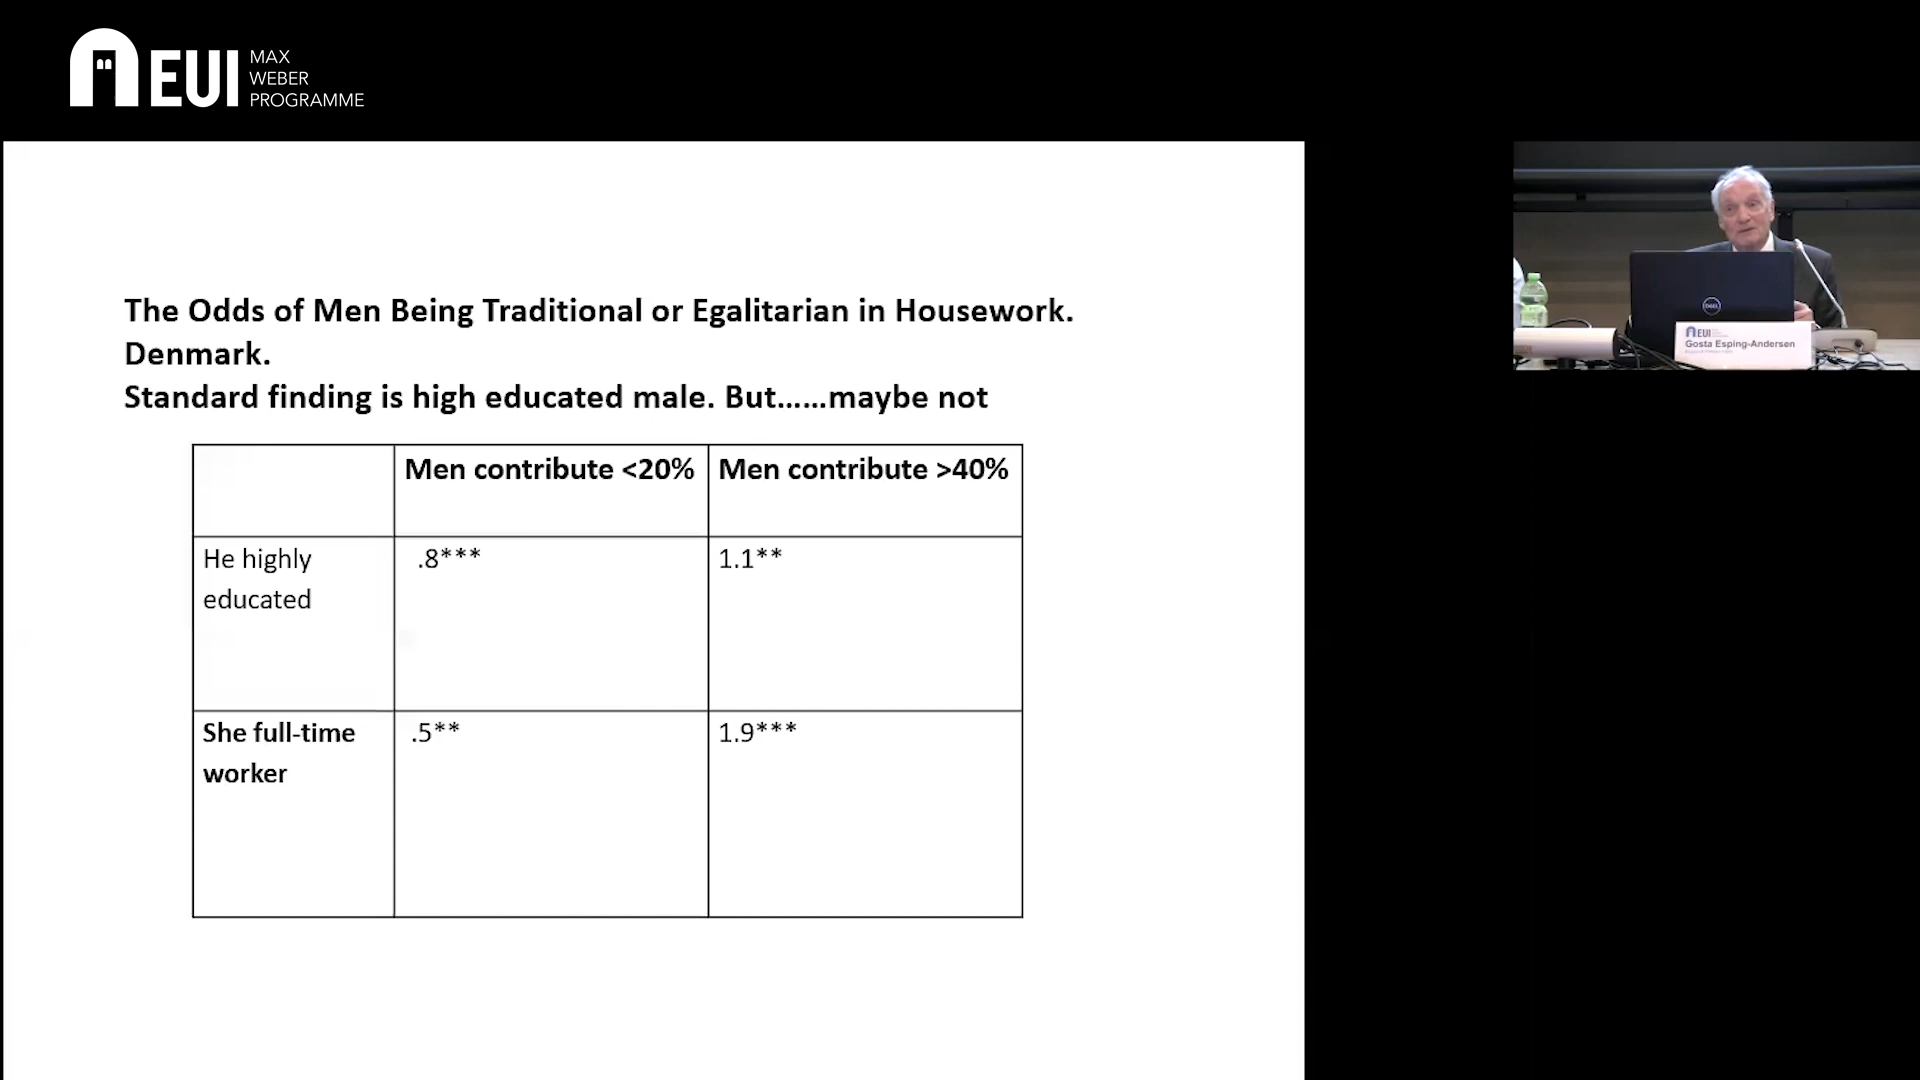 EUI
MAX
WEBER
PROGRAMME
The Odds of Men Being Traditional or Egalitarian in Housework.
Denmark.
Standard finding is high educated male. But......maybe not
Men contribute <20%
Men contribute >40%
He highly
educated
.8***
1.1**
She full-time
worker
.5**
1.9***
DELL
EUI
Gosta Esping-Andersen